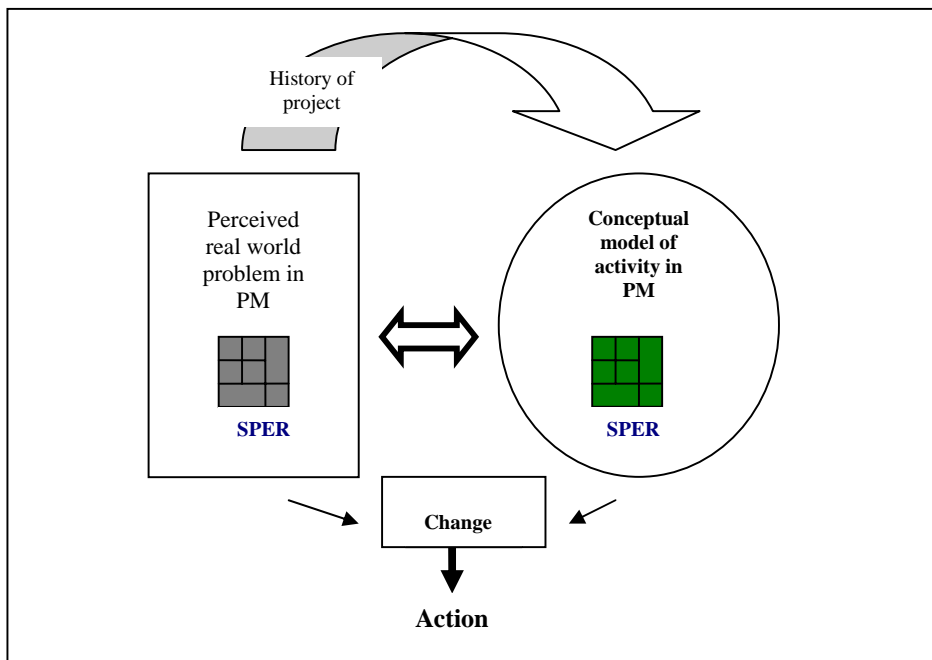 History of
project
Perceived
real world
problem in
PM
SPER
Conceptual
model of
activity in
PM
SPER
Change
Action